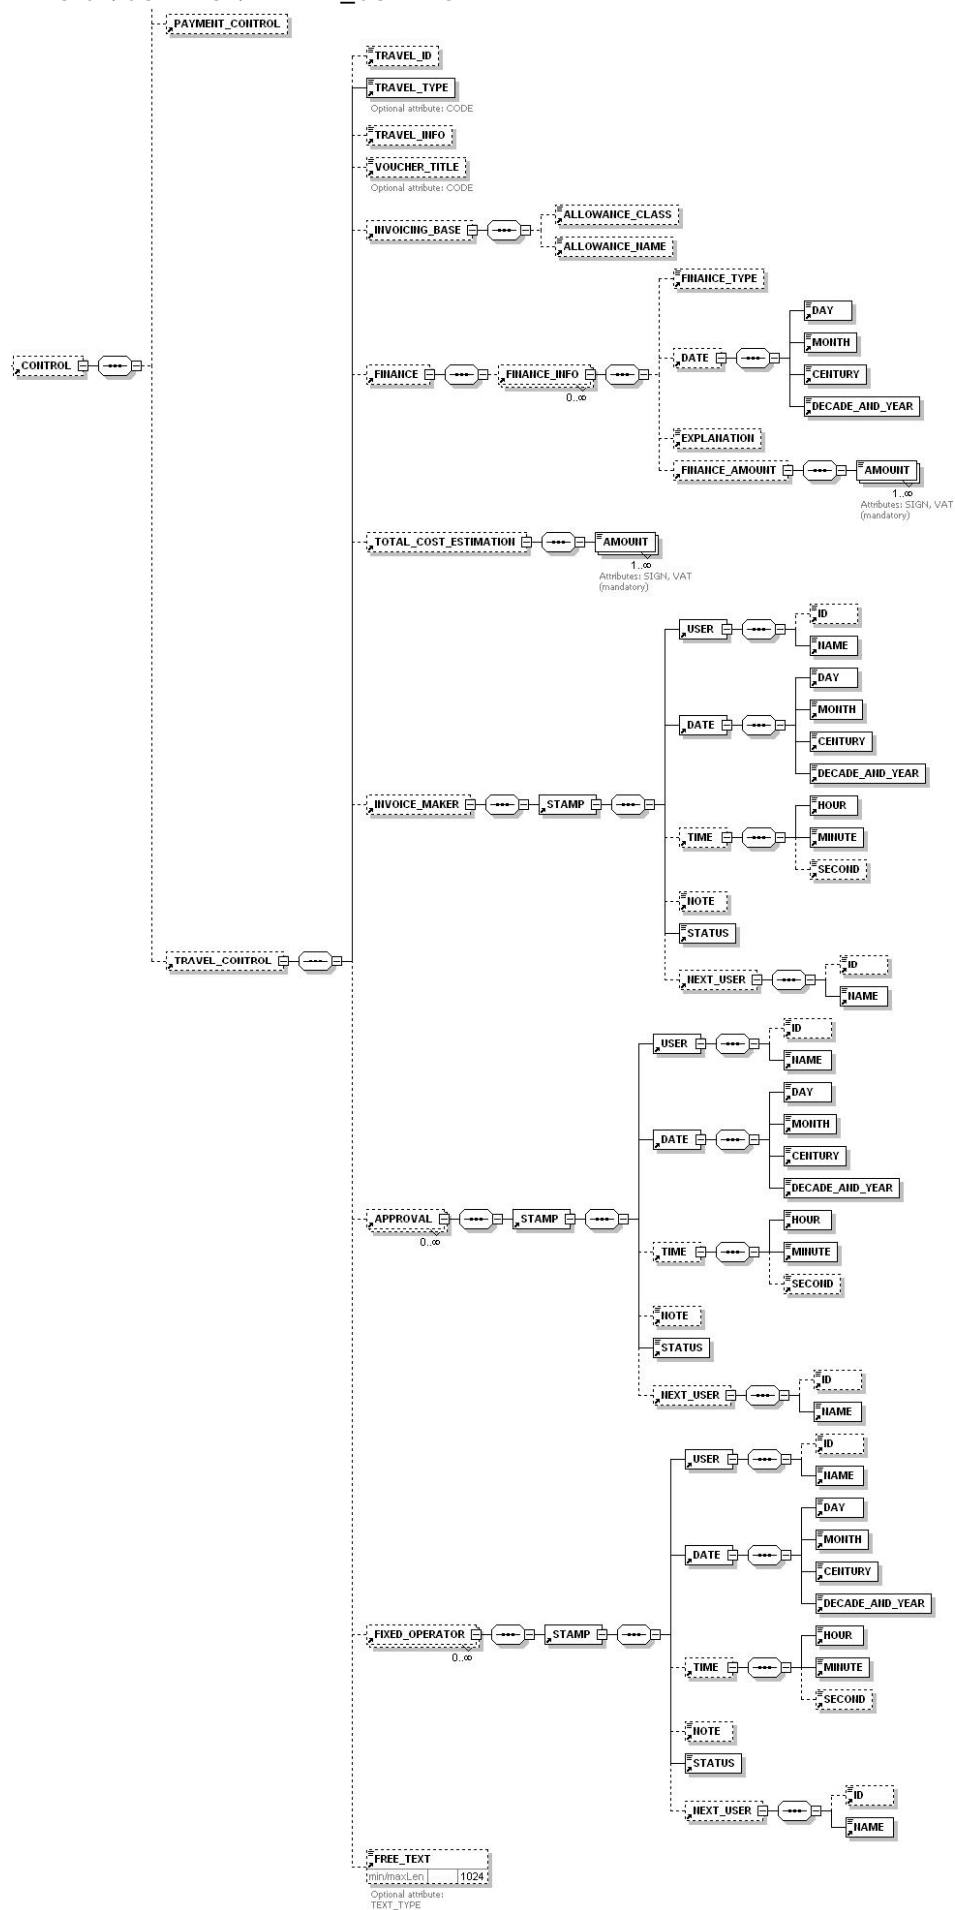 PAYMENT_CONTROL
TRAVEL_ID
TRAVEL_TYPE
Optional attribute: CODE
TRAVEL_INFO
VOUCHER_TITLE
Optional attribute: CODE
ALLOWANCE_CLASS
INVOICING_BASE
ALLOWANCE_NAME
FINANCE_TYPE
DAY
MONTH
DATE
CONTROL
FINANCE
FINANCE_INFO
0..∞
CENTURY
DECADE_AND_YEAR
EXPLANATION
FINANCE_AMOUNT
AMOUNT
1..∞
Attributes: SIGN, VAT
(mandatory)
TOTAL_COST_ESTIMATION
AMOUNT
1..∞
Attributes: SIGN, VAT
(mandatory)
ID
USER
NAME
DAY
MONTH
DATE
CENTURY
DECADE_AND_YEAR
INVOICE_MAKER
STAMP
HOUR
TIME
MINUTE
SECOND
NOTE
STATUS
TRAVEL_CONTROL
ID
NEXT_USER
NAME
ID
USER
NAME
DAY
MONTH
DATE
CENTURY
DECADE_AND_YEAR
APPROVAL
0..∞
STAMP
HOUR
TIME
MINUTE
SECOND
NOTE
STATUS
ID
NEXT_USER
NAME
ID
USER
NAME
DAY
MONTH
DATE
CENTURY
DECADE_AND_YEAR
FIXED_OPERATOR
0..∞
STAMP
HOUR
TIME
MINUTE
SECOND
NOTE
STATUS
ID
NEXT_USER
NAME
FREE_TEXT
min/maxLen 1024
Optional attribute:
TEXT_TYPE